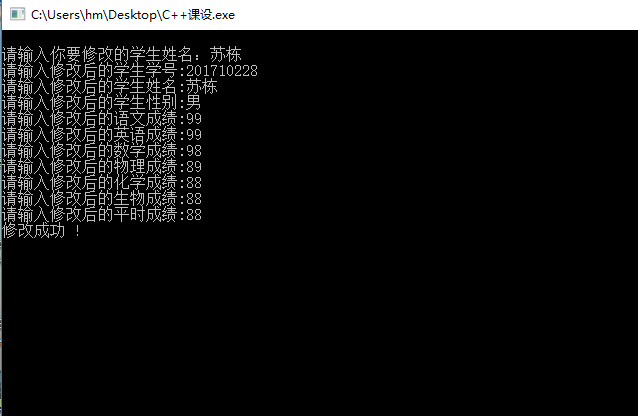 C:\Users\hm\Desktop\C++课设.exe
请输入你要修改的学生姓名：苏栋
请输入修改后的学生学号:201710228
请输入修改后的学生姓名:苏栋
请输入修改后的学生性别:男
请输入修改后的语文成绩:99
请输入修改后的英语成绩:99
请输入修改后的数学成绩:98
请输入修改后的物理成绩:89
请输入修改后的化学成绩:88
请输入修改后的生物成绩:88
请输入修改后的平时成绩:88
修改成功 !